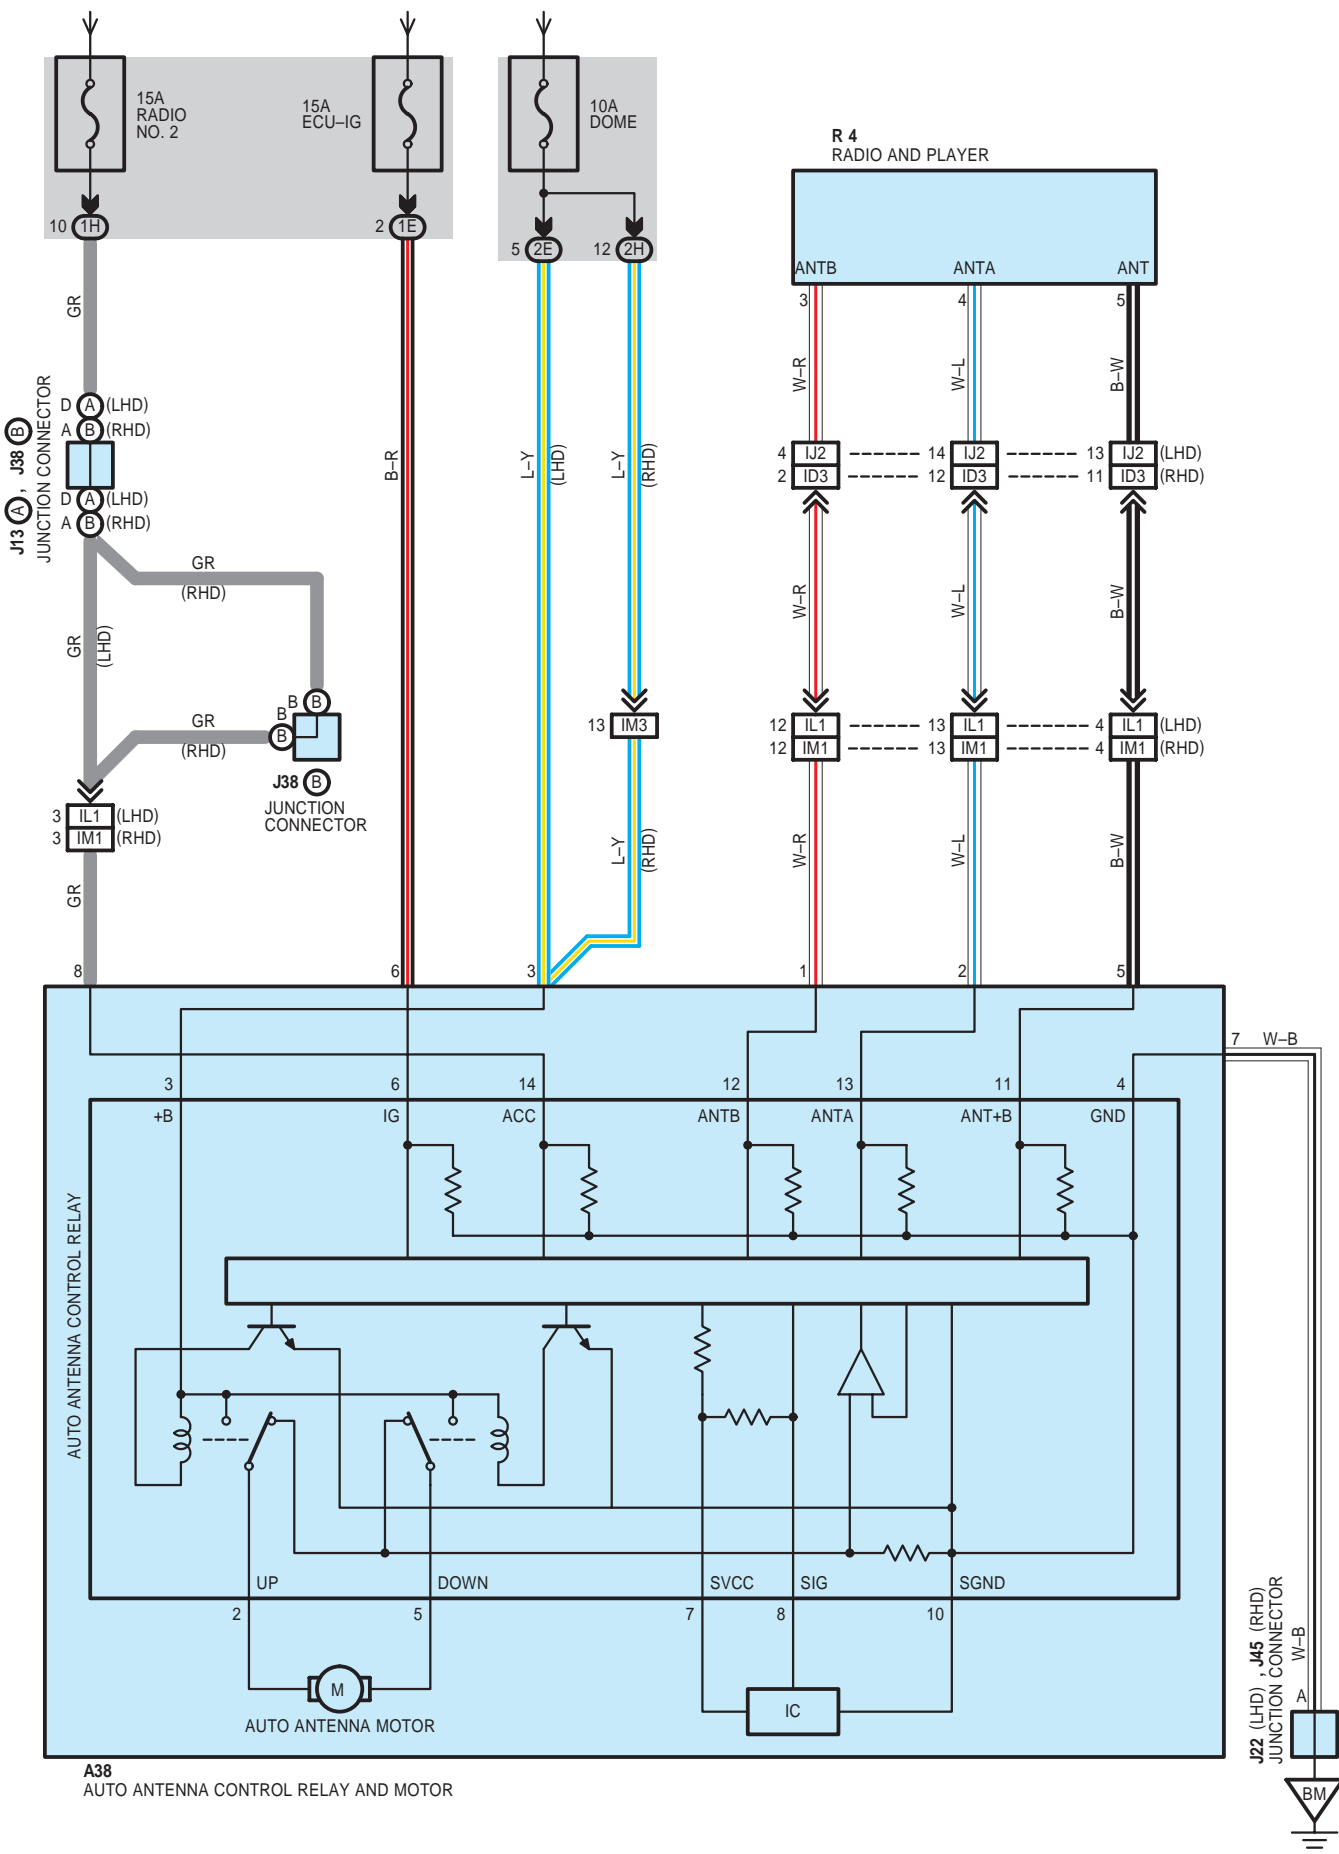 15A
RADIO
NO. 2
15A
ECU–IG
10A
DOME
10 1H
2 1E
5 2E
12 2H
R 4
RADIO AND PLAYER
ANTB ANTA ANT
3 4 5
GR
B–R
L–Y
(LHD)
L–Y
(RHD)
W–R
W–L
B–W
J13 A , J38 B
JUNCTION CONNECTOR
D A (LHD)
A B (RHD)
D A (LHD)
A B (RHD)
4 IJ2 14 IJ2 13 IJ2 (LHD)
2 ID3 12 ID3 11 ID3 (RHD)
GR
(RHD)
GR
(LHD)
W–R
W–L
B–W
B B
B
B
GR
(RHD)
J38 B
JUNCTION
CONNECTOR
13 IM3
12 IL1 13 IL1 4 IL1 (LHD)
12 IM1 13 IM1 4 IM1 (RHD)
3 IL1 (LHD)
3 IM1 (RHD)
GR
L–Y
(RHD)
W–R
W–L
B–W
8 6 3 1 2 5
7 W–B
3 6 14 12 13 11 4
+B IG ACC ANTB ANTA ANT+B GND
AUTO ANTENNA CONTROL RELAY
UP DOWN SVCC SIG SGND
2 5 7 8 10
M
AUTO ANTENNA MOTOR
IC
W–B
J22 (LHD) , J45 (RHD)
JUNCTION CONNECTOR
A
BM
A38
AUTO ANTENNA CONTROL RELAY AND MOTOR